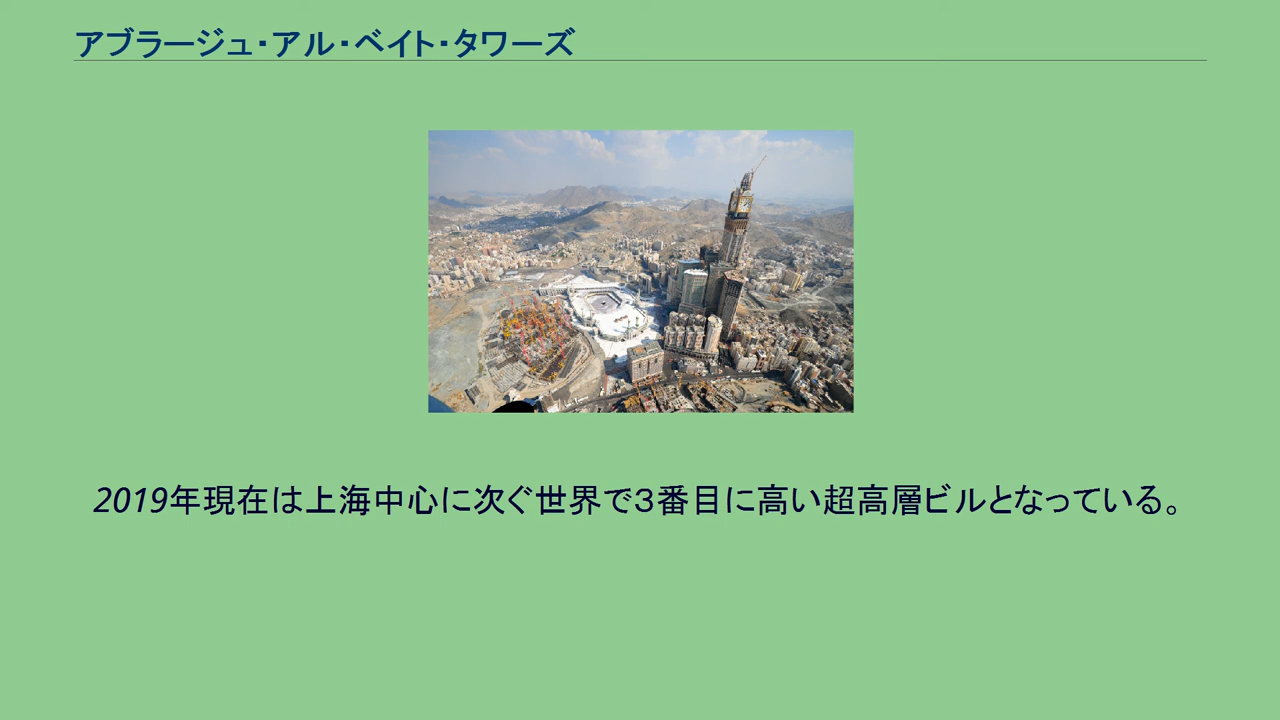 アブラージュ・アル・ベイト・タワーズ
2019年現在は上海中心に次ぐ世界で３番目に高い超高層ビルとなっている。